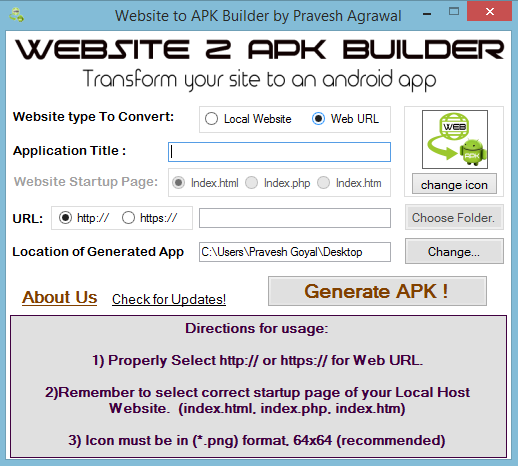 Website to APK Builder by Pravesh Agrawal
WEBSITE 2 APK BUILDER
Transform your site to an android app
Website type To Convert: Local Website Web URL
Application Title :
WEB
Website Startup Page: Index.html Index.php Index.htm
change icon
URL: http:// https:// Choose Folder.
Location of Generated App C:\Users\Pravesh Goyal\Desktop Change...
About Us Check for Updates! Generate APK !
Directions for usage:
1) Properly Select http:// or https:// for Web URL.
2)Remember to select correct startup page of your Local Host
Website. (index.html, index.php, index.htm)
3) Icon must be in (*.png) format, 64x64 (recommended)